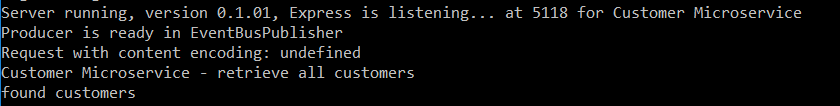 Server running, version 0.1.01, Express is listening... at 5118 for Customer Microservice
Producer is ready in EventBusPublisher
Request with content encoding: undefined
Customer Microservice - retrieve all customers
found customers